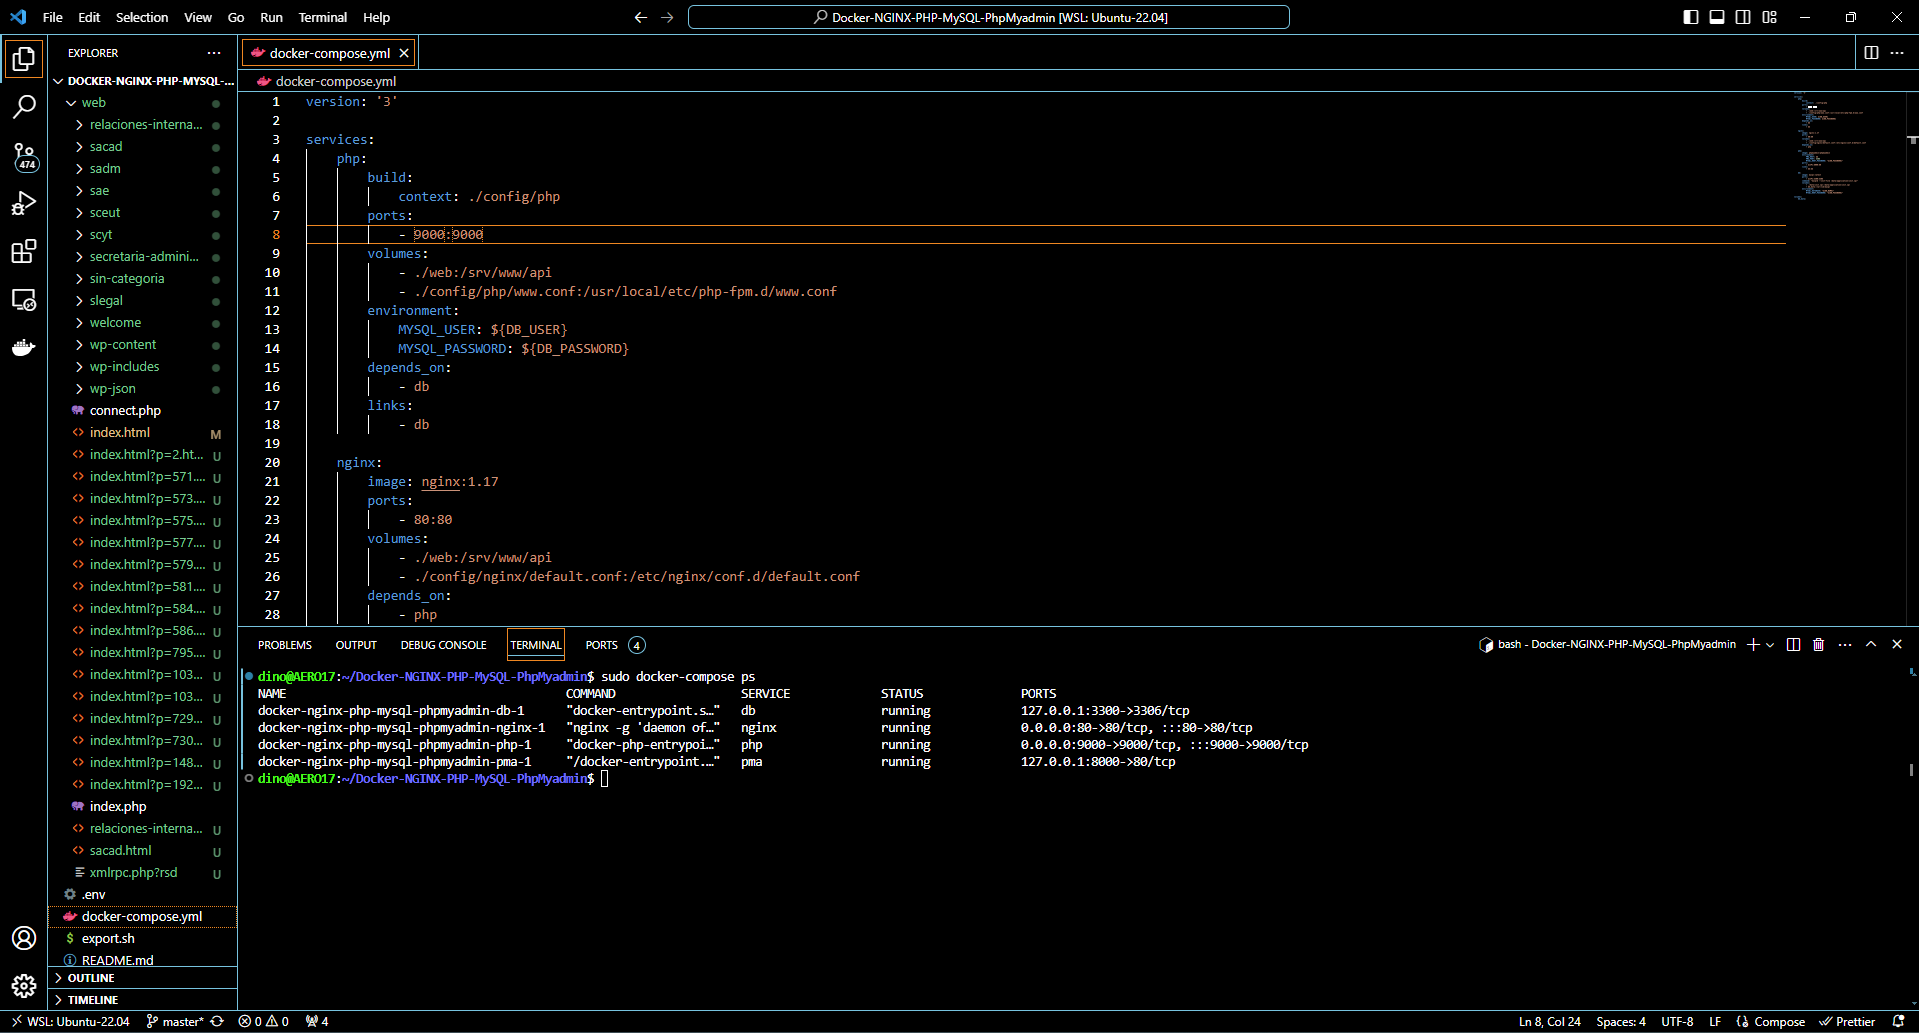 File Edit Selection View Go Run Terminal Help
Docker-NGINX-PHP-MySQL-PhpMyadmin [WSL: Ubuntu-22.04]
EXPLORER
DOCKER-NGINX-PHP-MYSQL-...
web
relaciones-interna...
sacad
sadm
sae
sceut
scyt
secretaria-admini...
sin-categoria
slegal
welcome
wp-content
wp-includes
wp-json
connect.php
index.html M
index.html?p=2.ht... U
index.html?p=571.... U
index.html?p=573.... U
index.html?p=575.... U
index.html?p=577.... U
index.html?p=579.... U
index.html?p=581.... U
index.html?p=584.... U
index.html?p=586.... U
index.html?p=795.... U
index.html?p=103... U
index.html?p=103... U
index.html?p=729... U
index.html?p=730... U
index.html?p=148... U
index.html?p=192... U
index.php
relaciones-interna... U
sacad.html U
xmlrpc.php?rsd U
.env
docker-compose.yml
export.sh
README.md
OUTLINE
TIMELINE
474
docker-compose.yml
docker-compose.yml
1 version: '3'
2
3 services:
4 php:
5 build:
6 context: ./config/php
7 ports:
8 - 9000:9000
9 volumes:
10 - ./web:/srv/www/api
11 - ./config/php/www.conf:/usr/local/etc/php-fpm.d/www.conf
12 environment:
13 MYSQL_USER: ${DB_USER}
14 MYSQL_PASSWORD: ${DB_PASSWORD}
15 depends_on:
16 - db
17 links:
18 - db
19
20 nginx:
21 image: nginx:1.17
22 ports:
23 - 80:80
24 volumes:
25 - ./web:/srv/www/api
26 - ./config/nginx/default.conf:/etc/nginx/conf.d/default.conf
27 depends_on:
28 - php
PROBLEMS OUTPUT DEBUG CONSOLE TERMINAL PORTS 4
bash - Docker-NGINX-PHP-MySQL-PhpMyadmin
dino@AERO17:~/Docker-NGINX-PHP-MySQL-PhpMyadmin$ sudo docker-compose ps
NAME COMMAND SERVICE STATUS PORTS
docker-nginx-php-mysql-phpmyadmin-db-1 "docker-entrypoint.s…" db running 127.0.0.1:3300->3306/tcp
docker-nginx-php-mysql-phpmyadmin-nginx-1 "nginx -g 'daemon of…" nginx running 0.0.0.0:80->80/tcp, :::80->80/tcp
docker-nginx-php-mysql-phpmyadmin-php-1 "docker-php-entrypoi…" php running 0.0.0.0:9000->9000/tcp, :::9000->9000/tcp
docker-nginx-php-mysql-phpmyadmin-pma-1 "/docker-entrypoint.…" pma running 127.0.0.1:8000->80/tcp
dino@AERO17:~/Docker-NGINX-PHP-MySQL-PhpMyadmin$
WSL: Ubuntu-22.04 master* 0 0 4
Ln 8, Col 24 Spaces: 4 UTF-8 LF Compose Prettier